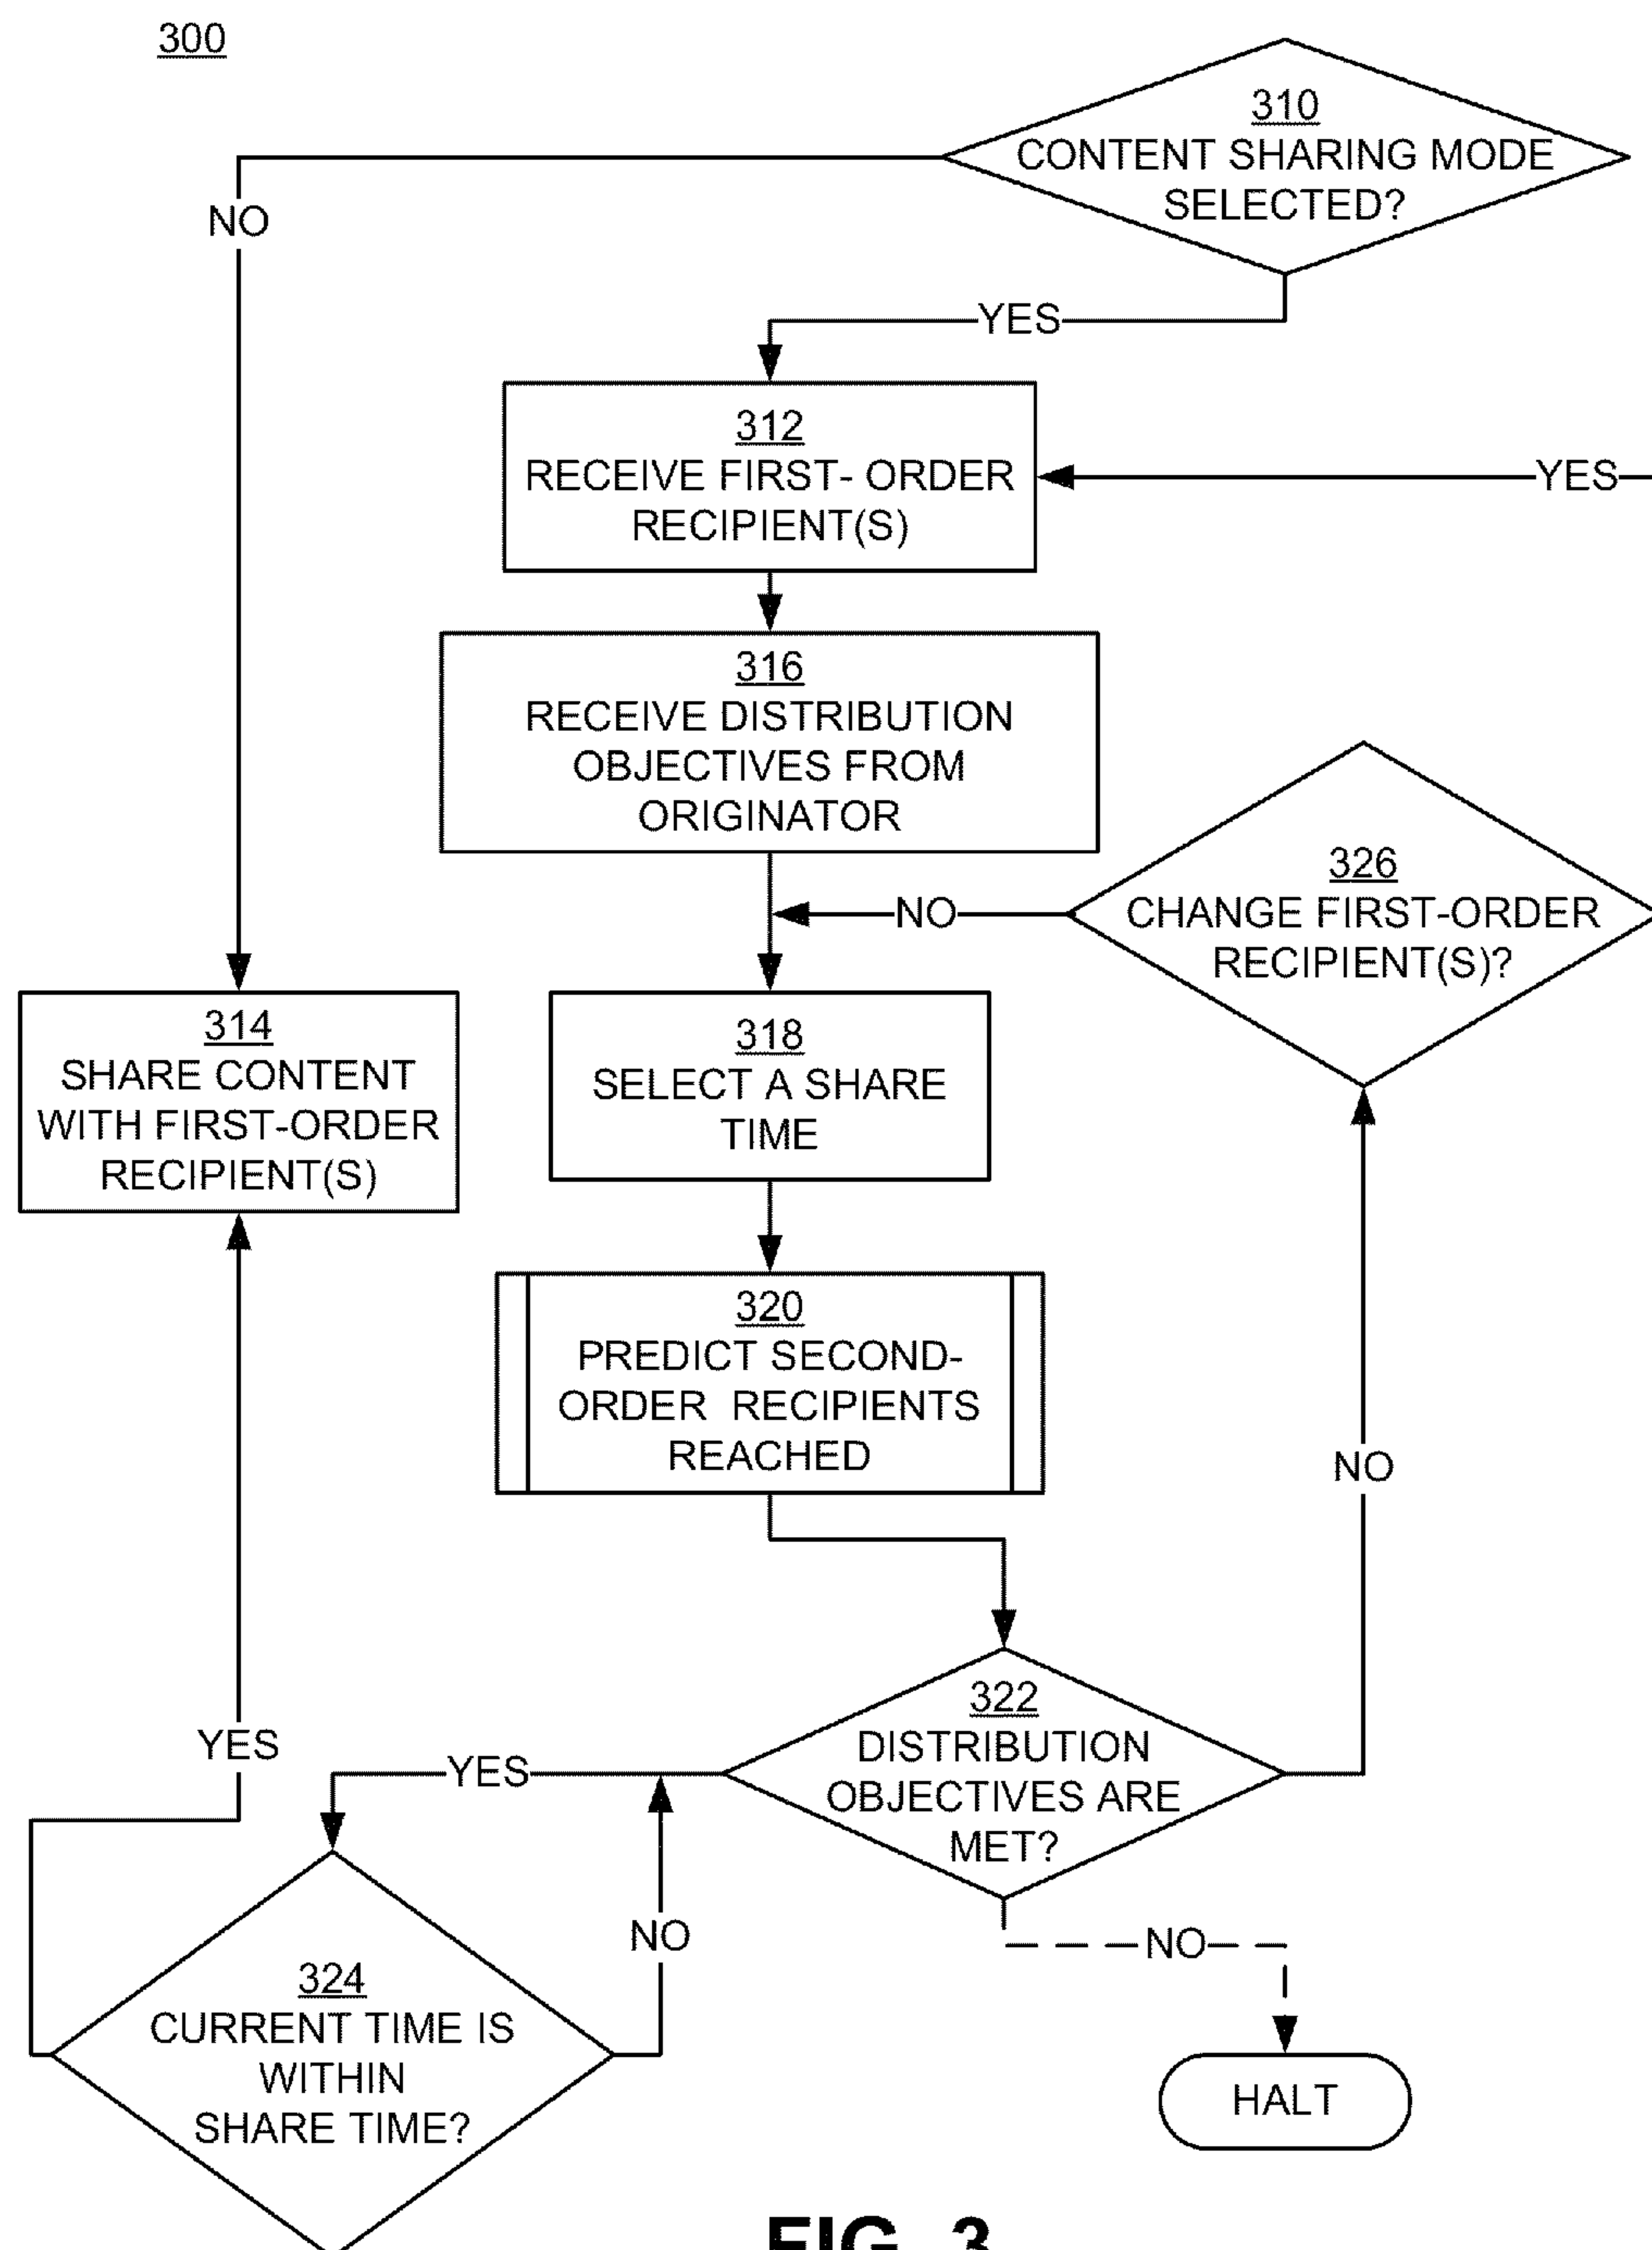 300
310
CONTENT SHARING MODE
SELECTED?
NO
YES
312
RECEIVE FIRST- ORDER
RECIPIENT(S)
YES
316
RECEIVE DISTRIBUTION
OBJECTIVES FROM
ORIGINATOR
326
CHANGE FIRST-ORDER
RECIPIENT(S)?
NO
314
SHARE CONTENT
WITH FIRST-ORDER
RECIPIENT(S)
318
SELECT A SHARE
TIME
320
PREDICT SECOND-
ORDER RECIPIENTS
REACHED
NO
322
DISTRIBUTION
OBJECTIVES ARE
MET?
YES
YES
NO
NO
324
CURRENT TIME IS
WITHIN
SHARE TIME?
HALT
FIG. 3